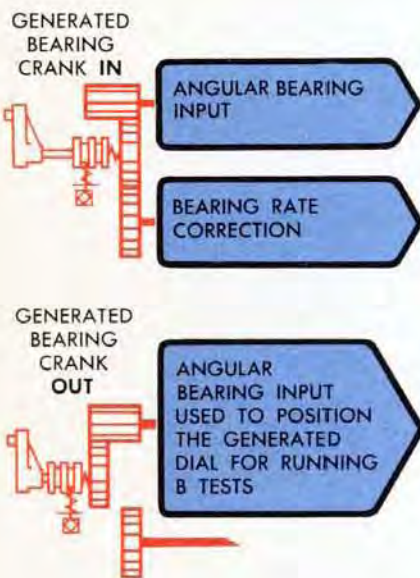 GENERATED
BEARING
CRANK IN
ANGULAR BEARING
INPUT
BEARING RATE
CORRECTION
GENERATED
BEARING
CRANK
OUT
ANGULAR
BEARING INPUT
USED TO POSITION
THE GENERATED
DIAL FOR RUNNING
B TESTS